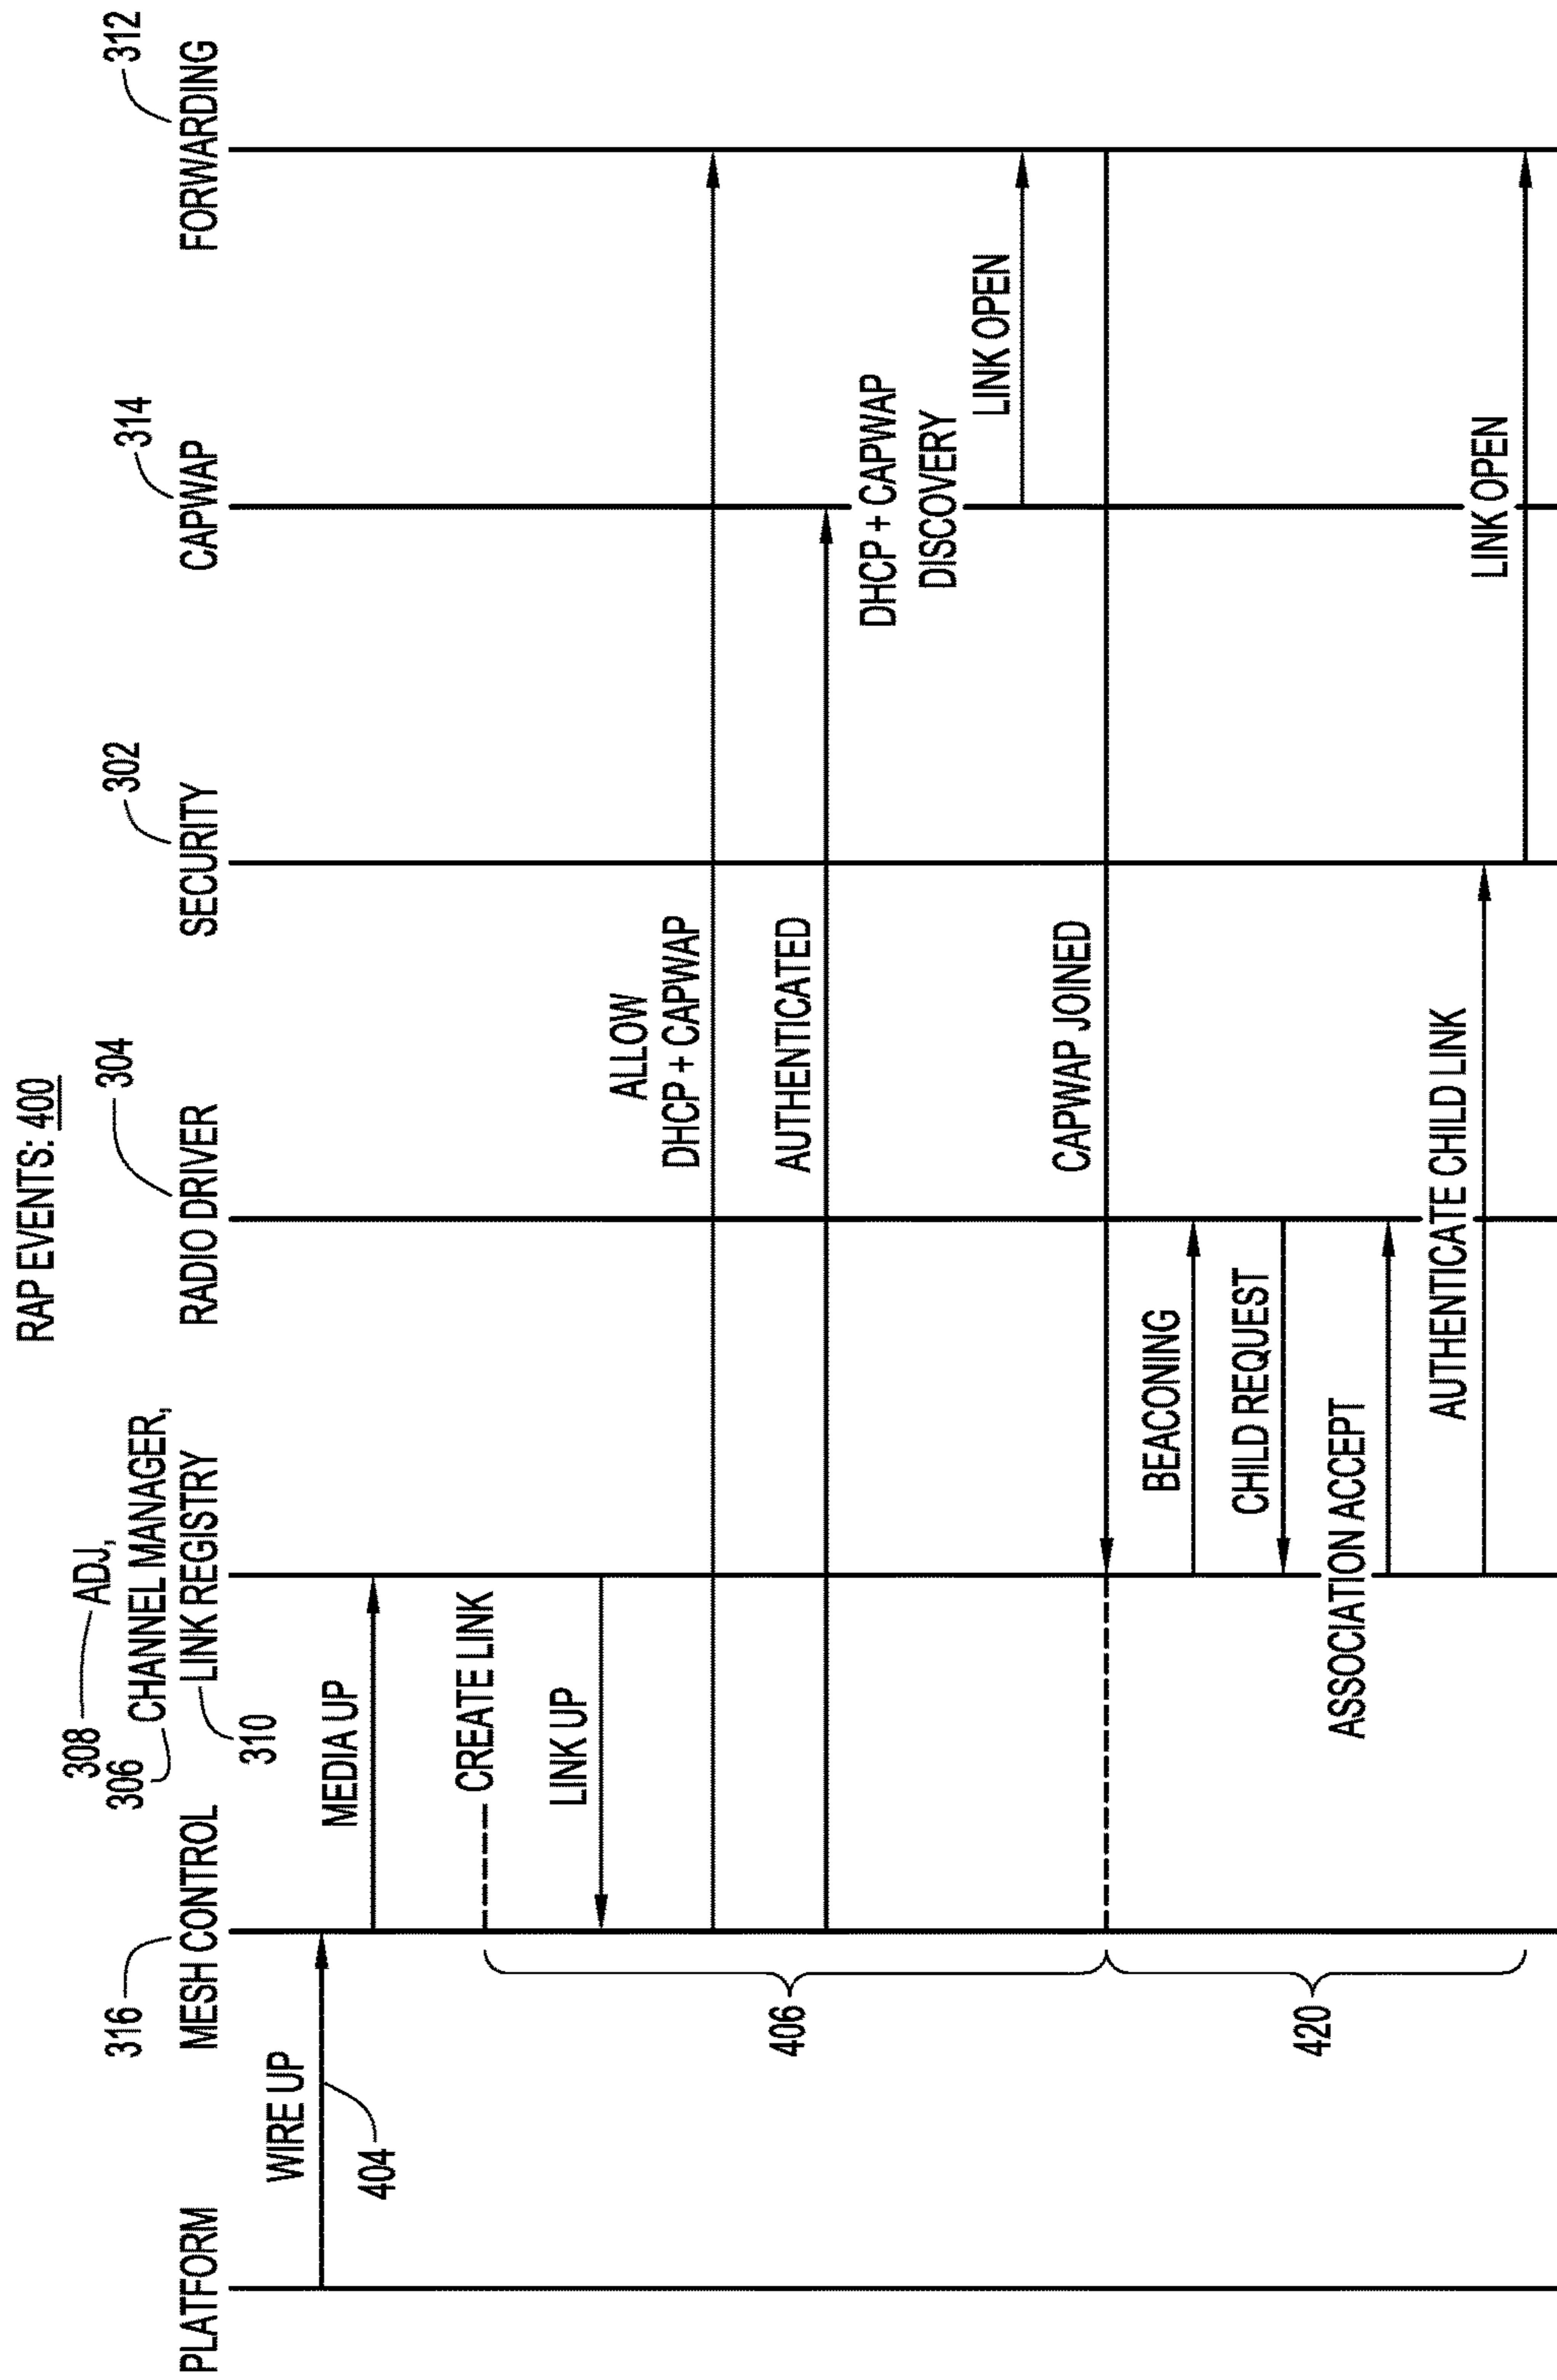 RAP EVENTS: 400
PLATFORM
316
MESH CONTROL
308
ADJ,
306
CHANNEL MANAGER,
LINK REGISTRY
310
304
RADIO DRIVER
302
SECURITY
314
CAPWAP
312
FORWARDING
WIRE UP
404
MEDIA UP
CREATE LINK
LINK UP
ALLOW
DHCP + CAPWAP
AUTHENTICATED
DHCP + CAPWAP
DISCOVERY
LINK OPEN
406
CAPWAP JOINED
BEACONING
CHILD REQUEST
ASSOCIATION ACCEPT
420
AUTHENTICATE CHILD LINK
LINK OPEN